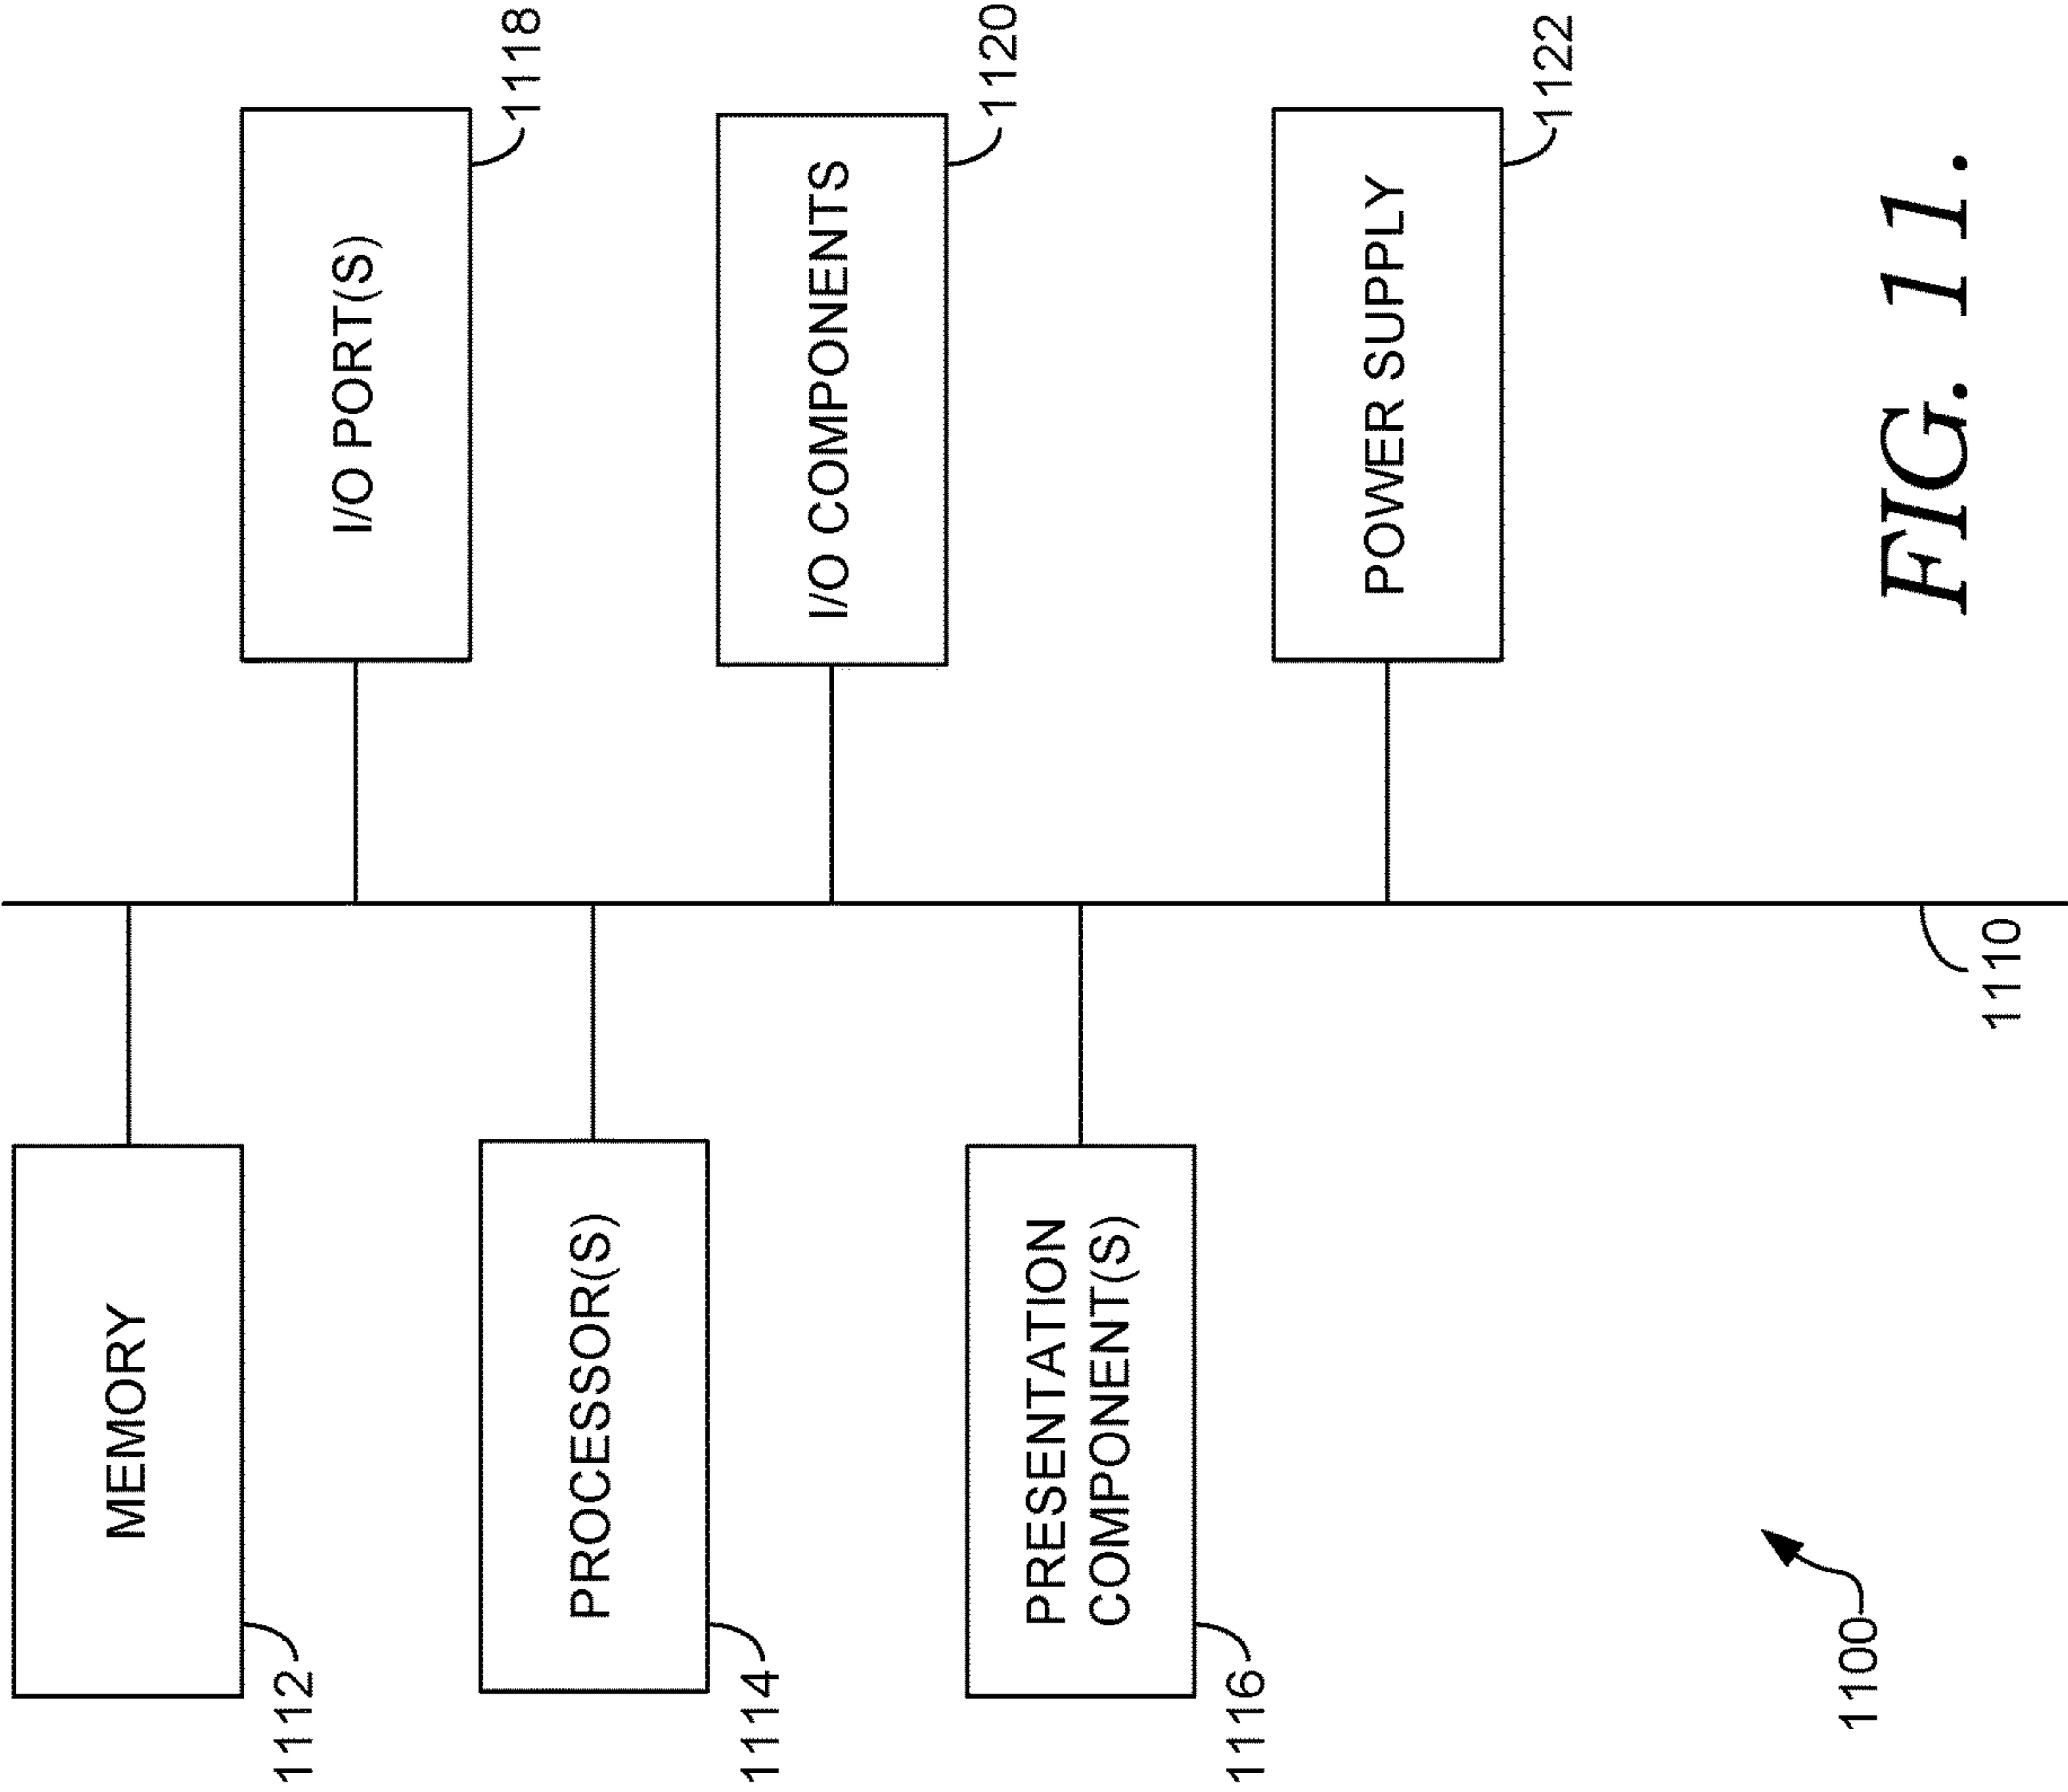 MEMORY
1112
PROCESSOR(S)
1114
PRESENTATION
COMPONENT(S)
1116
1100
I/O PORT(S)
1118
I/O COMPONENTS
1120
POWER SUPPLY
1122
1110
FIG. 11.